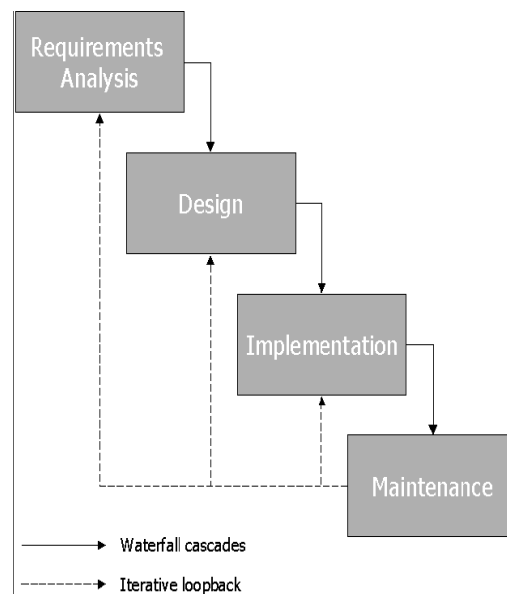 Requirements
Analysis
Design
Implementation
Maintenance
Waterfall cascades
Iterative loopback